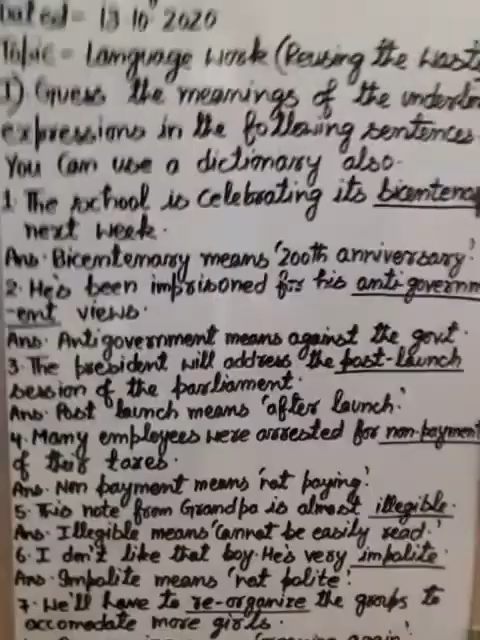 Dated = 13 10 2020
Topic = Language work (Reusing the Waste
I) Guess the meanings of the underlin
expressions in the following sentences.
You can use a dictionary also.
1 The school is celebrating its bicentenary
next week.
Ans. Bicentenary means '200th anniversary'.
2. He's been imprisoned for his anti-governm
-ent views.
Ans. Antigovernment means against the govt.
3. The president will address the post-launch
session of the parliament.
Ans. Post launch means 'after launch'.
4. Many employees were arrested for non-payment
of their taxes.
Ans. Non payment means 'not paying'.
5. This note from Grandpa is almost illegible.
Ans. Illegible means 'cannot be easily read.'
6. I don't like that boy. He's very impolite.
Ans. Impolite means 'not polite'.
7. We'll have to re-organize the groups to
accomodate more girls.